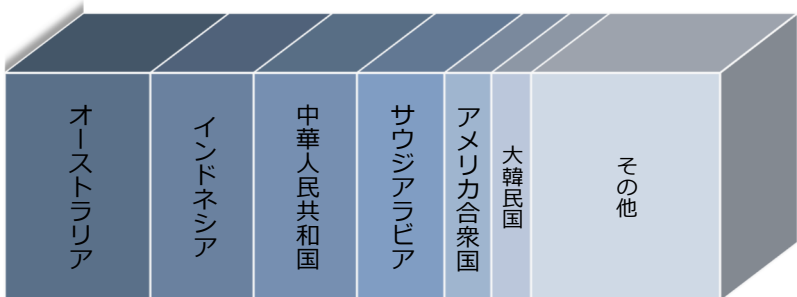 オーストラリア
インドネシア
中華人民共和国
サウジアラビア
アメリカ合衆国
大韓民国
その他